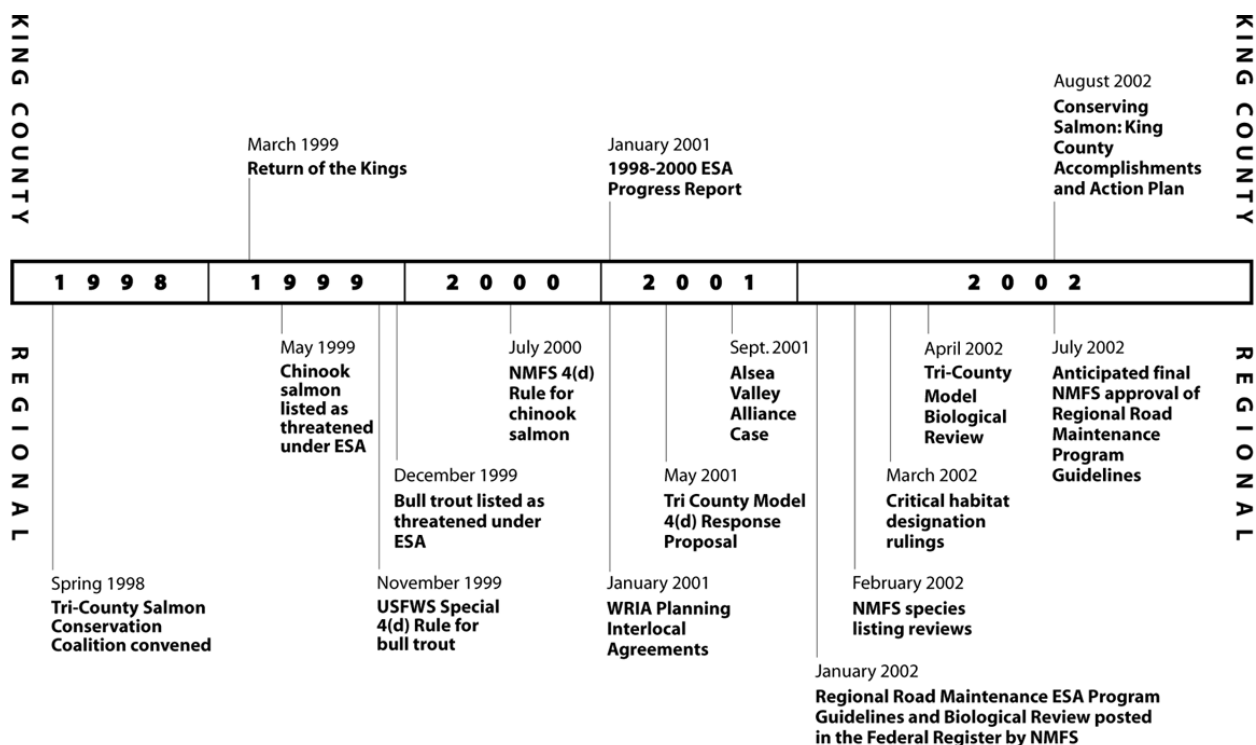 KING COUNTY
KING COUNTY
August 2002
Conserving
Salmon: King
County
Accomplishments
and Action Plan
March 1999
Return of the Kings
January 2001
1998-2000 ESA
Progress Report
1998
1999
2000
2001
2002
REGIONAL
REGIONAL
May 1999
Chinook
salmon
listed as
threatened
under ESA
July 2000
NMFS 4(d)
Rule for
chinook
salmon
Sept. 2001
Alsea
Valley
Alliance
Case
April 2002
Tri-County
Model
Biological
Review
July 2002
Anticipated final
NMFS approval of
Regional Road
Maintenance
Program
Guidelines
December 1999
Bull trout listed as
threatened under
ESA
May 2001
Tri County Model
4(d) Response
Proposal
March 2002
Critical habitat
designation
rulings
Spring 1998
Tri-County Salmon
Conservation
Coalition convened
November 1999
USFWS Special
4(d) Rule for
bull trout
January 2001
WRIA Planning
Interlocal
Agreements
February 2002
NMFS species
listing reviews
January 2002
Regional Road Maintenance ESA Program
Guidelines and Biological Review posted
in the Federal Register by NMFS